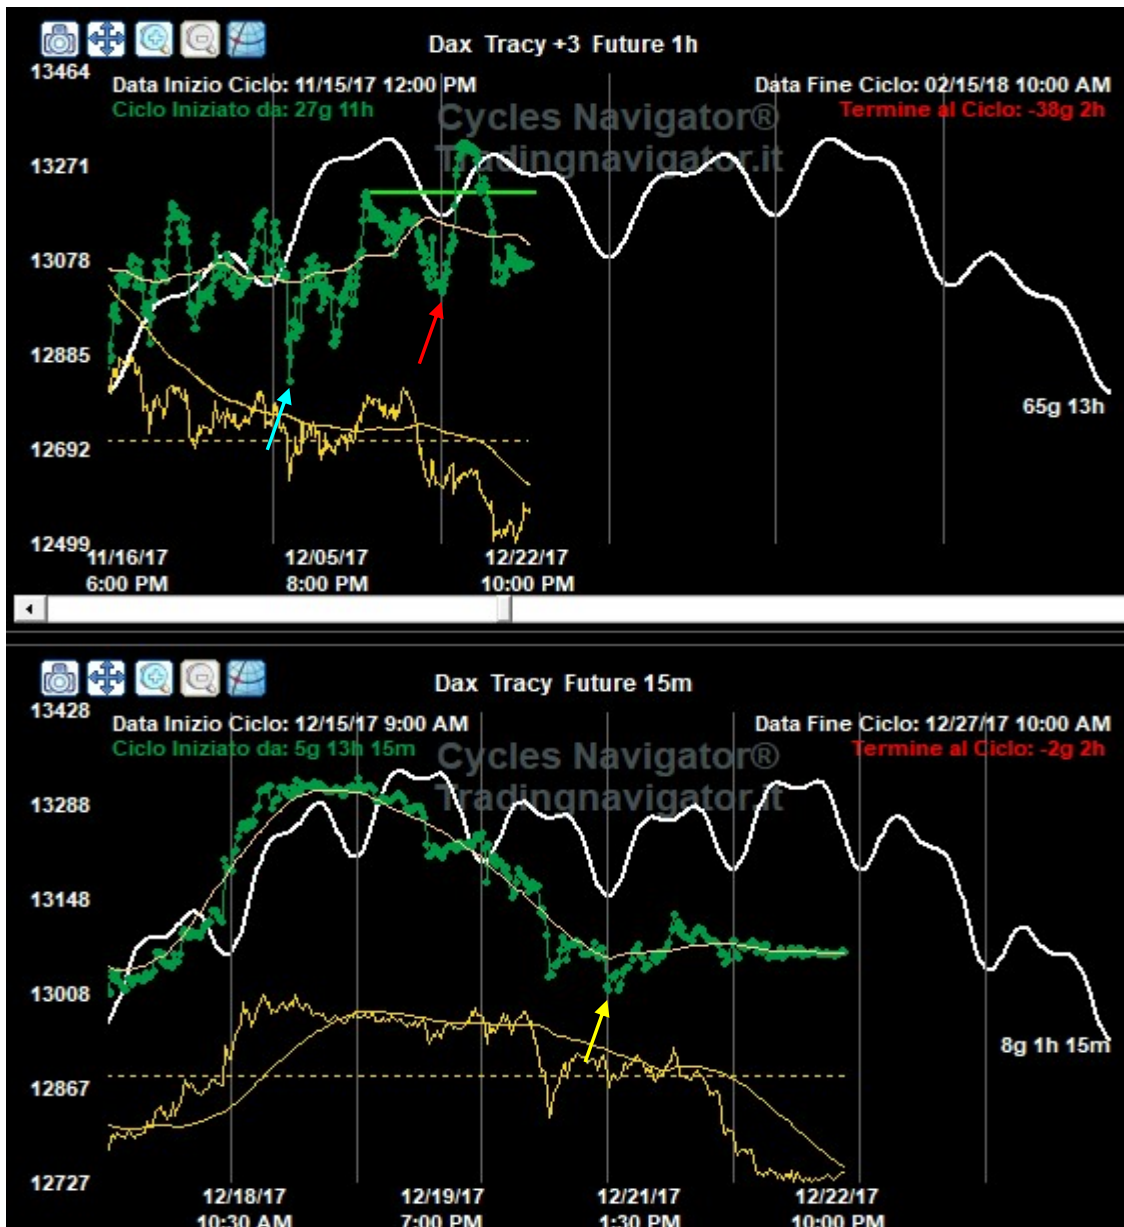 Dax Tracy +3 Future 1h
13464
Data Inizio Ciclo: 11/15/17 12:00 PM
Data Fine Ciclo: 02/15/18 10:00 AM
Ciclo Iniziato da: 27g 11h
Termine al Ciclo: -38g 2h
Cycles Navigator®
Tradingnavigator.it
13271
13078
12885
65g 13h
12692
12499
11/16/17
12/05/17
12/22/17
6:00 PM
8:00 PM
10:00 PM
Dax Tracy Future 15m
13428
Data Inizio Ciclo: 12/15/17 9:00 AM
Data Fine Ciclo: 12/27/17 10:00 AM
Ciclo Iniziato da: 5g 13h 15m
Termine al Ciclo: -2g 2h
Cycles Navigator®
Tradingnavigator.it
13288
13148
13008
8g 1h 15m
12867
12727
12/18/17
12/19/17
12/21/17
12/22/17
10:30 AM
7:00 PM
1:30 PM
10:00 PM